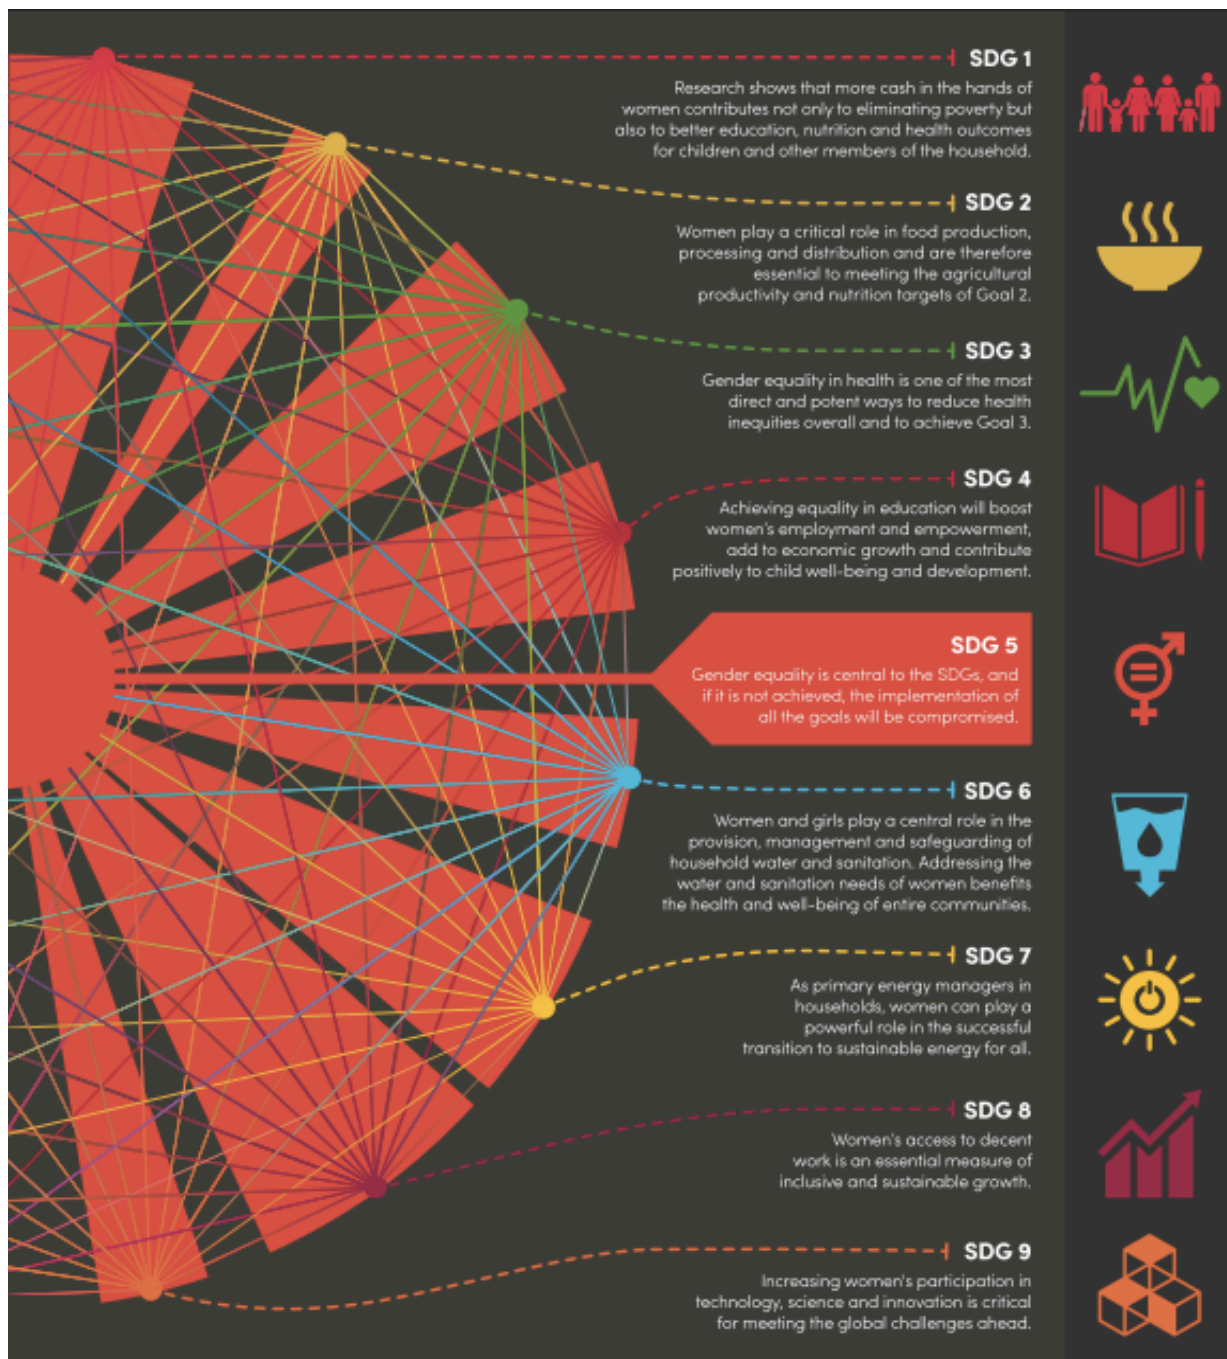 SDG 1
Research shows that more cash in the hands of
women contributes not only to eliminating poverty but
also to better education, nutrition and health outcomes
for children and other members of the household.
SDG 2
Women play a critical role in food production,
processing and distribution and are therefore
essential to meeting the agricultural
productivity and nutrition targets of Goal 2.
SDG 3
Gender equality in health is one of the most
direct and potent ways to reduce health
inequities overall and to achieve Goal 3.
SDG 4
Achieving equality in education will boost
women's employment and empowerment,
add to economic growth and contribute
positively to child well-being and development.
SDG 5
Gender equality is central to the SDGs, and
if it is not achieved, the implementation of
all the goals will be compromised.
SDG 6
Women and girls play a central role in the
provision, management and safeguarding of
household water and sanitation. Addressing the
water and sanitation needs of women benefits
the health and well-being of entire communities.
SDG 7
As primary energy managers in
households, women can play a
powerful role in the successful
transition to sustainable energy for all.
SDG 8
Women's access to decent
work is an essential measure of
inclusive and sustainable growth.
SDG 9
Increasing women's participation in
technology, science and innovation is critical
for meeting the global challenges ahead.